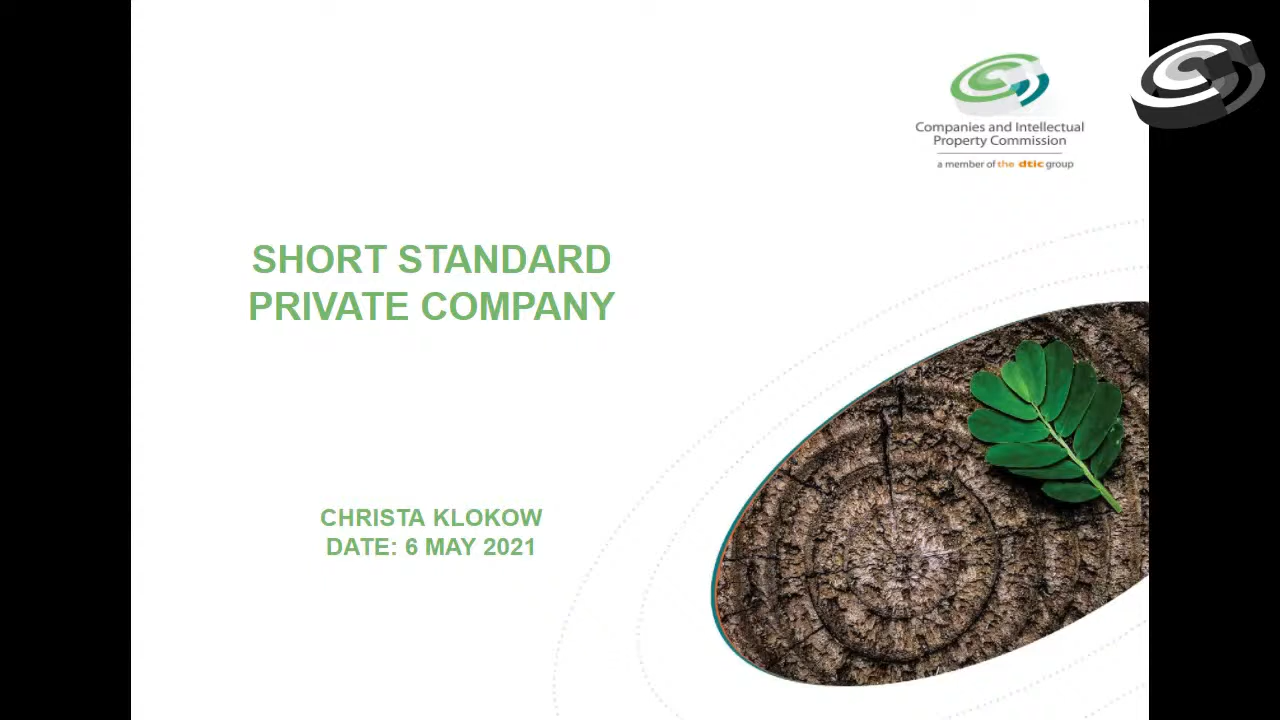 Companies and Intellectual
Property Commission
a member of the dtic group
SHORT STANDARD
PRIVATE COMPANY
CHRISTA KLOKOW
DATE: 6 MAY 2021